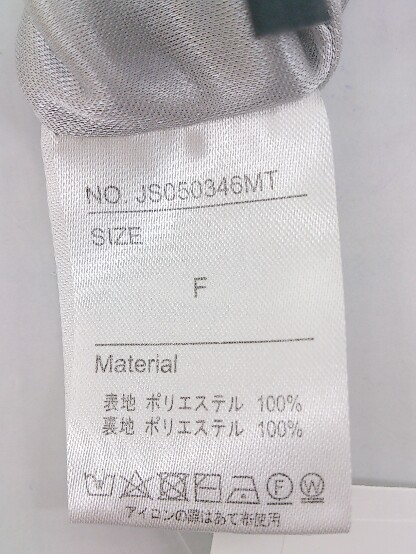 NO. JS050346MT
SIZE
F
Material
表地 ポリエステル 100%
裏地 ポリエステル 100%
F W
アイロンの際はあて布使用